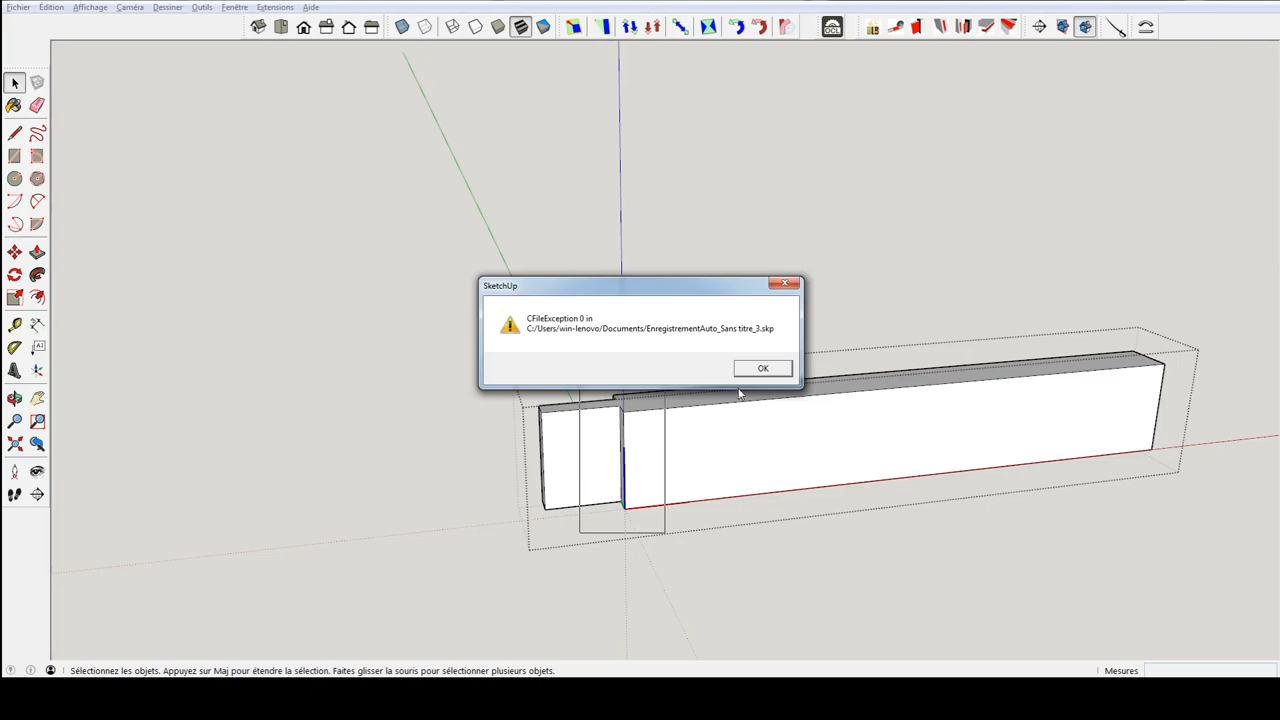 Fichier Édition Affichage Caméra Dessiner Outils Fenêtre Extensions Aide
OCL
SketchUp
CFileException 0 in
C:/Users/win-lenovo/Documents/EnregistrementAuto_Sans titre_3.skp
OK
AI
Sélectionnez les objets. Appuyez sur Maj pour étendre la sélection. Faites glisser la souris pour sélectionner plusieurs objets.
Mesures